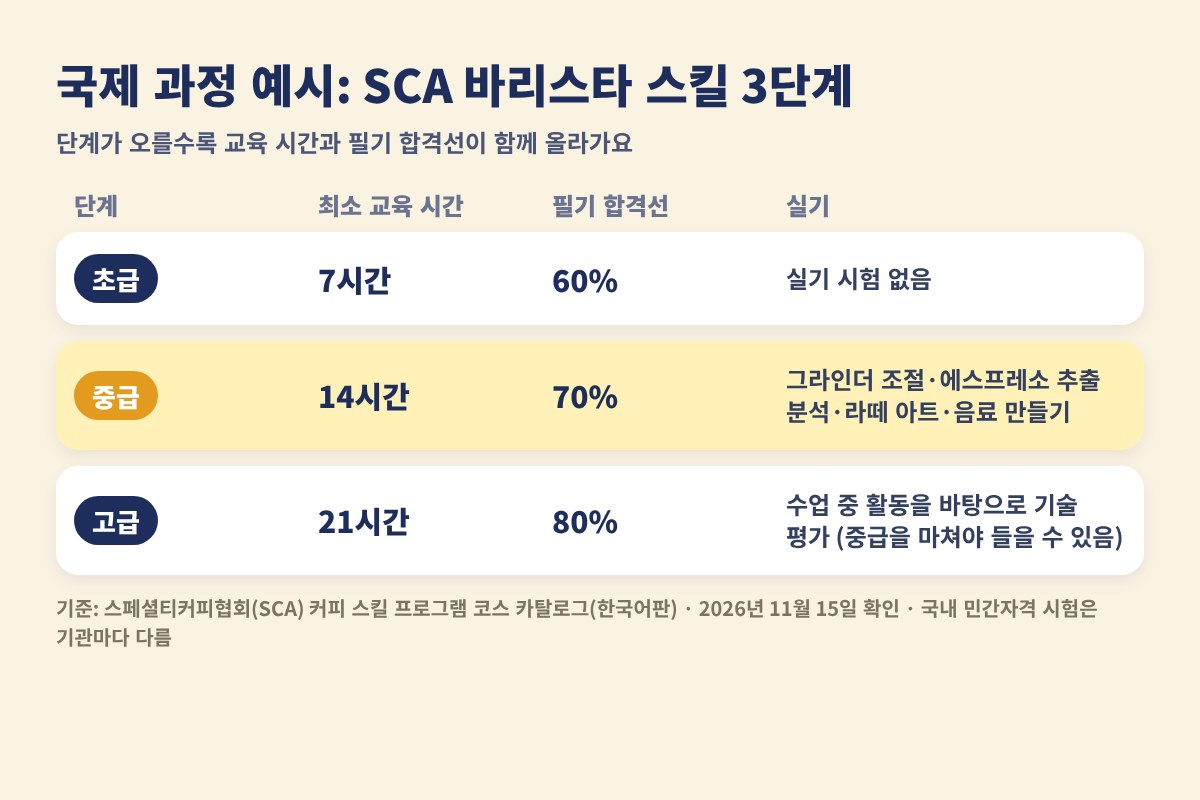 국제 과정 예시: SCA 바리스타 스킬 3단계
단계가 오를수록 교육 시간과 필기 합격선이 함께 올라가요
단계 최소 교육 시간 필기 합격선 실기
초급 7시간 60% 실기 시험 없음
중급 14시간 70% 그라인더 조절·에스프레소 추출
분석·라떼 아트·음료 만들기
고급 21시간 80% 수업 중 활동을 바탕으로 기술
평가 (중급을 마쳐야 들을 수 있음)
기준: 스페셜티커피협회(SCA) 커피 스킬 프로그램 코스 카탈로그(한국어판) · 2026년 11월 15일 확인 · 국내 민간자격 시험은
기관마다 다름